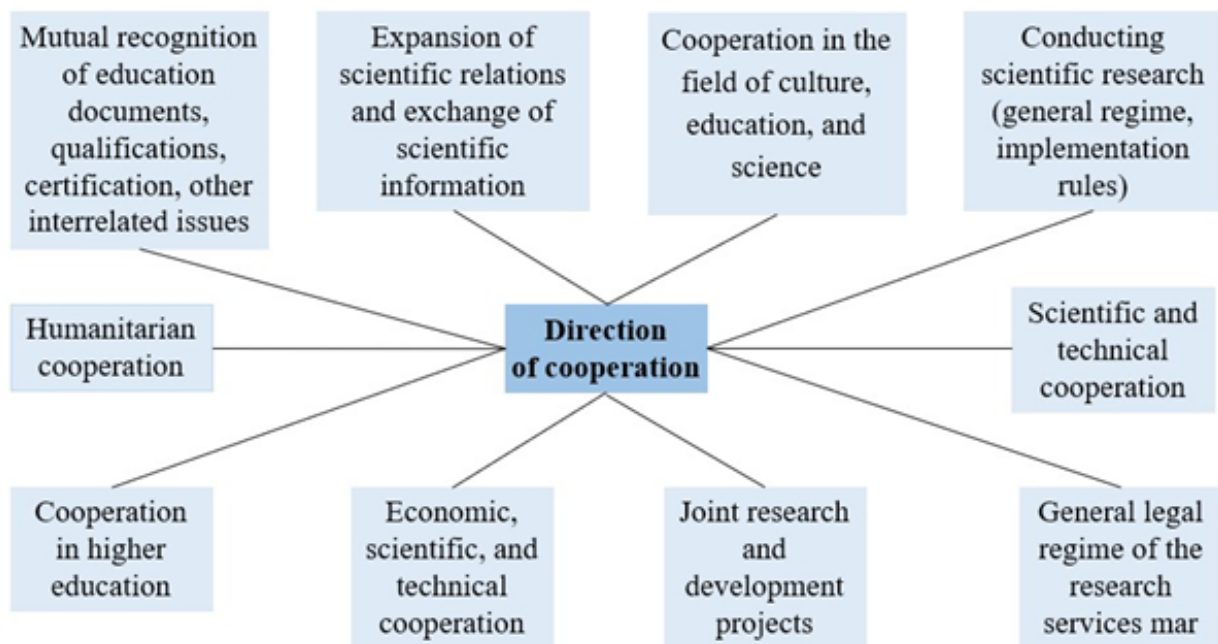 Mutual recognition
of education
documents,
qualifications,
certification, other
interrelated issues
Expansion of
scientific relations
and exchange of
scientific
information
Cooperation in the
field of culture,
education, and
science
Conducting
scientific research
(general regime,
implementation
rules)
Humanitarian
cooperation
Direction
of cooperation
Scientific and
technical
cooperation
Cooperation
in higher
education
Economic,
scientific, and
technical
cooperation
Joint research
and
development
projects
General legal
regime of the
research
services mar